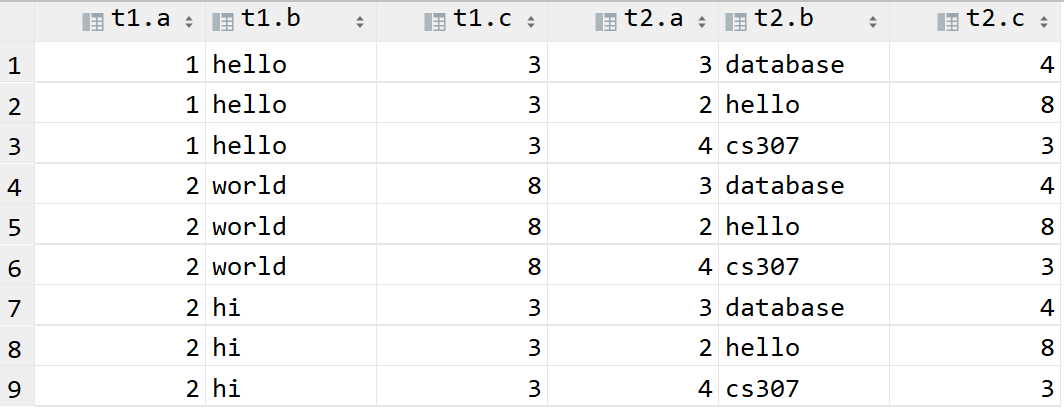 t1.a t1.b t1.c t2.a t2.b t2.c
1 1 hello 3 3 database 4
2 1 hello 3 2 hello 8
3 1 hello 3 4 cs307 3
4 2 world 8 3 database 4
5 2 world 8 2 hello 8
6 2 world 8 4 cs307 3
7 2 hi 3 3 database 4
8 2 hi 3 2 hello 8
9 2 hi 3 4 cs307 3